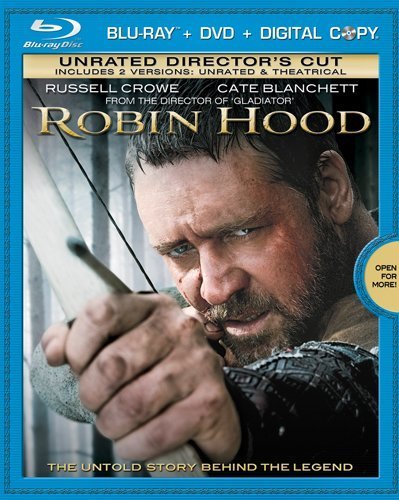 Blu-ray Disc
BLU-RAY™ + DVD + DIGITAL COPY
UNRATED DIRECTOR'S CUT
INCLUDES 2 VERSIONS: UNRATED & THEATRICAL
RUSSELL CROWE CATE BLANCHETT
FROM THE DIRECTOR OF 'GLADIATOR'
ROBIN HOOD
OPEN
FOR
MORE!
THE UNTOLD STORY BEHIND THE LEGEND